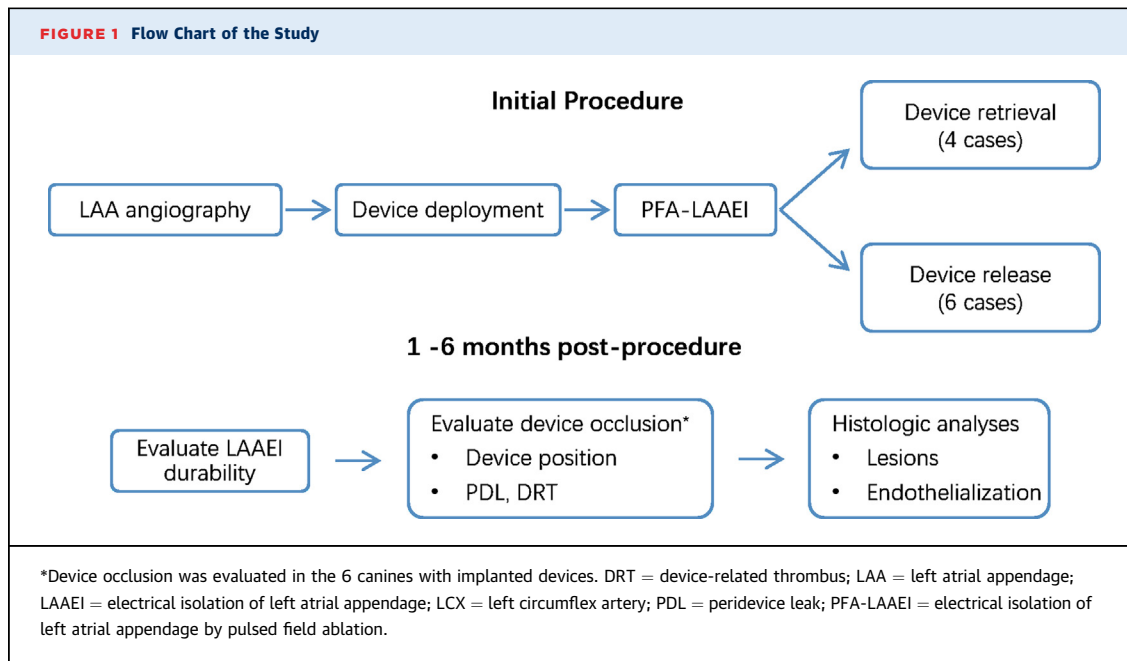 FIGURE 1 Flow Chart of the Study
Initial Procedure
LAA angiography
Device deployment
PFA-LAAEI
Device retrieval
(4 cases)
Device release
(6 cases)
1 -6 months post-procedure
Evaluate LAAEI
durability
Evaluate device occlusion*
• Device position
• PDL, DRT
Histologic analyses
• Lesions
• Endothelialization
*Device occlusion was evaluated in the 6 canines with implanted devices. DRT = device-related thrombus; LAA = left atrial appendage;
LAAEI = electrical isolation of left atrial appendage; LCX = left circumflex artery; PDL = peridevice leak; PFA-LAAEI = electrical isolation of
left atrial appendage by pulsed field ablation.